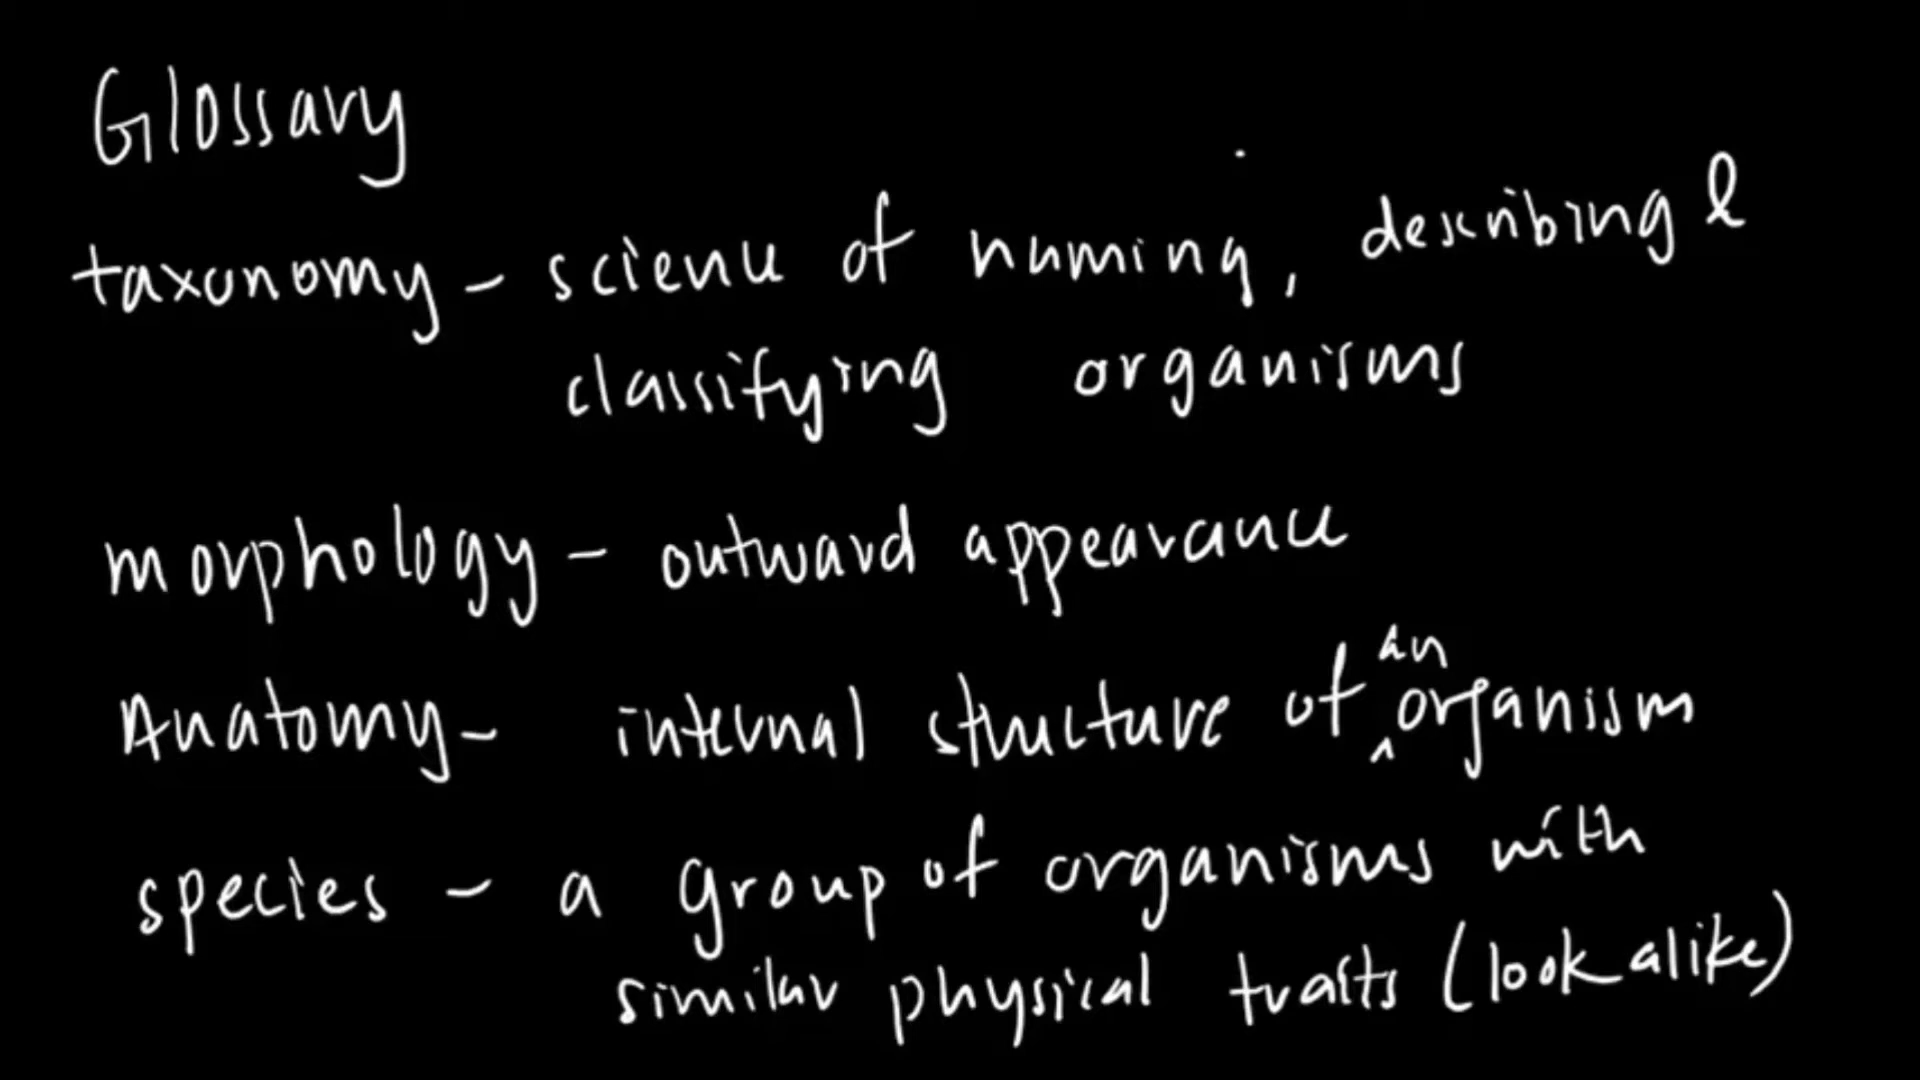 Glossary
taxonomy - science of naming, describing &
classifying organisms
morphology - outward appearance
Anatomy - internal structure of an organism
species - a group of organisms with
similar physical traits (look alike)